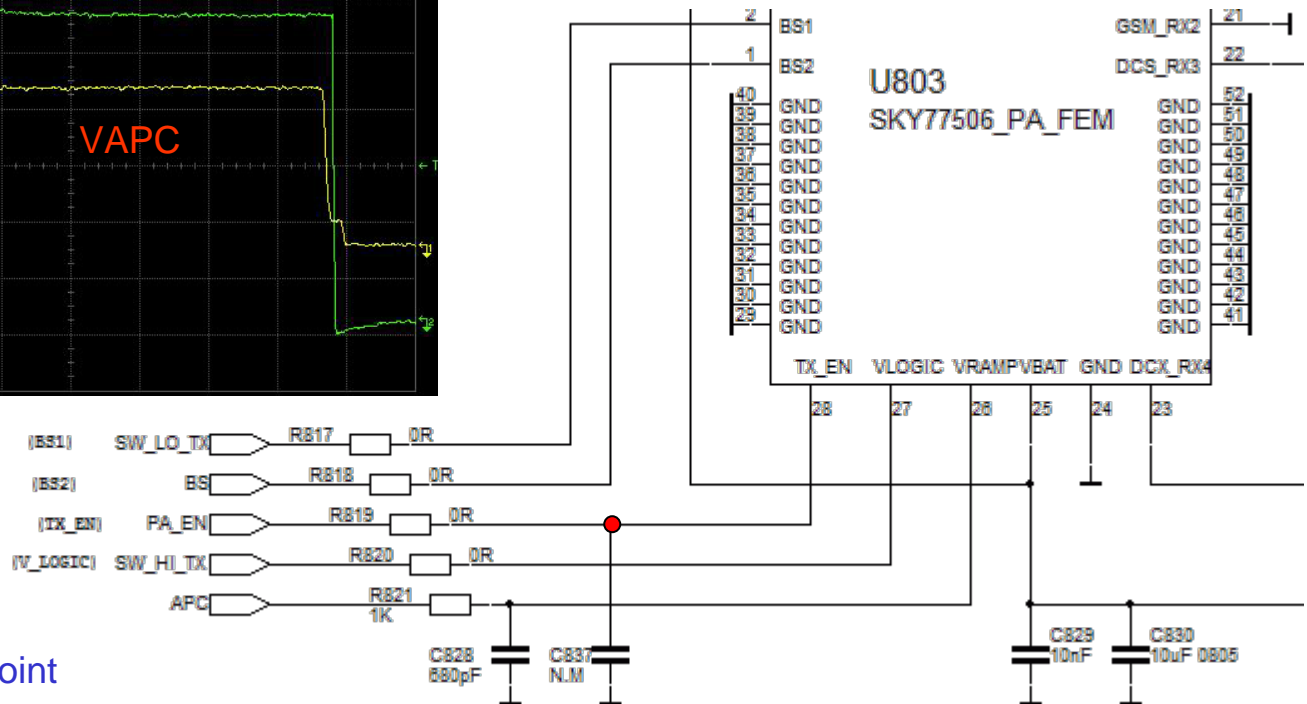 VAPC
T
1
2
2 BS1
1 BS2
U803
SKY77506_PA_FEM
GSM_RX2 21
DCS_RX3 22
40 GND
39 GND
38 GND
37 GND
36 GND
35 GND
34 GND
33 GND
32 GND
31 GND
30 GND
29 GND
GND 52
GND 51
GND 50
GND 49
GND 48
GND 47
GND 46
GND 45
GND 44
GND 43
GND 42
GND 41
TX_EN VLOGIC VRAMP VBAT GND DCX_RX4
28 27 26 25 24 23
(BS1) SW_LO_TX R817 0R
(BS2) BS R818 0R
(TX_EN) PA_EN R819 0R
(V_LOGIC) SW_HI_TX R820 0R
APC R821
1K
C828
680pF
C837
N.M
C829
10nF
C830
10uF 0805
oint